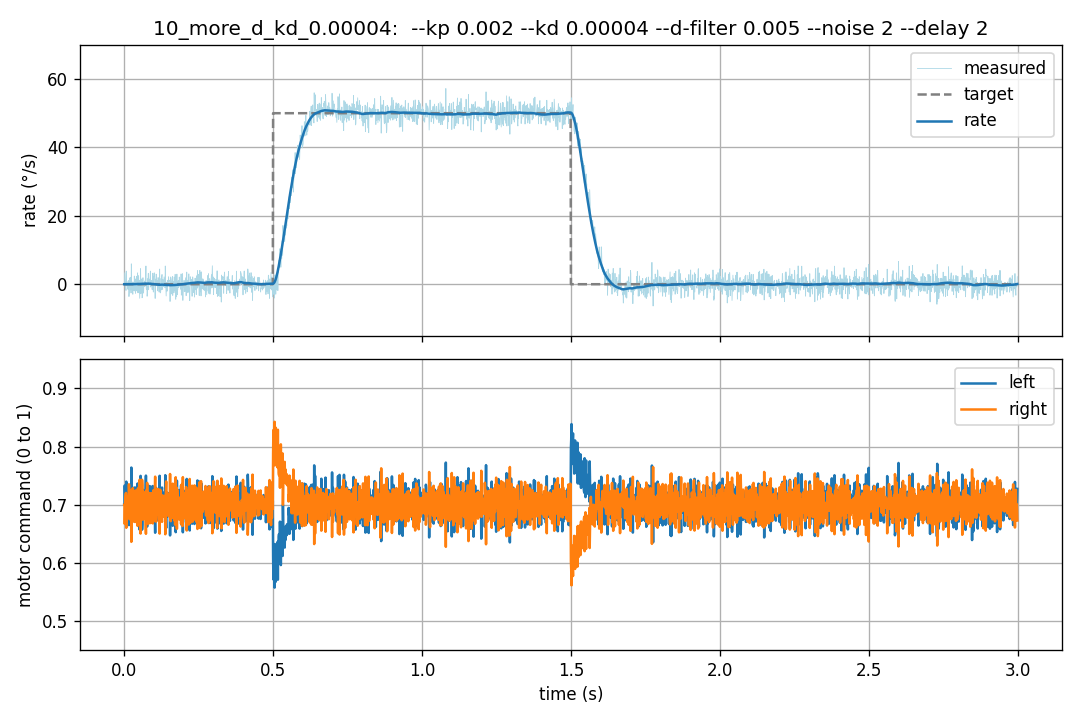 10_more_d_kd_0.00004:  --kp 0.002 --kd 0.00004 --d-filter 0.005 --noise 2 --delay 2
rate (°/s)
60
40
20
0
measured
target
rate
motor command (0 to 1)
0.9
0.8
0.7
0.6
0.5
left
right
0.0 0.5 1.0 1.5 2.0 2.5 3.0
time (s)